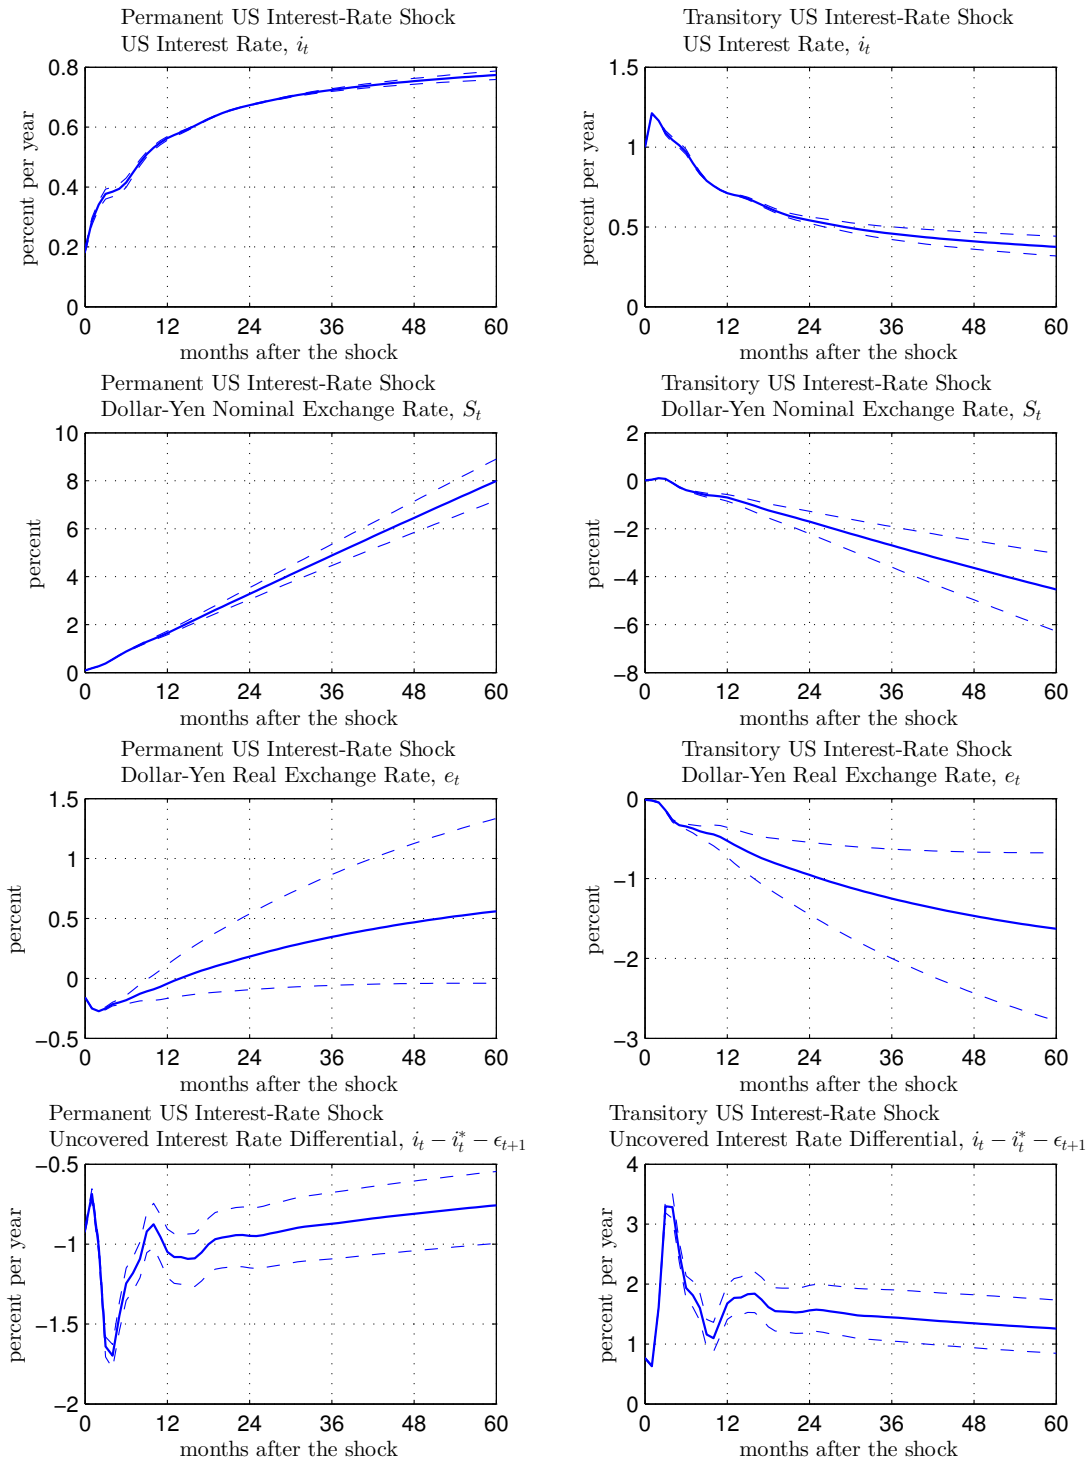 Permanent US Interest-Rate Shock
US Interest Rate, i_t
percent per year
0.8
0.6
0.4
0.2
0
0 12 24 36 48 60
months after the shock
Transitory US Interest-Rate Shock
US Interest Rate, i_t
percent per year
1.5
1
0.5
0
0 12 24 36 48 60
months after the shock
Permanent US Interest-Rate Shock
Dollar-Yen Nominal Exchange Rate, S_t
percent
10
8
6
4
2
0
0 12 24 36 48 60
months after the shock
Transitory US Interest-Rate Shock
Dollar-Yen Nominal Exchange Rate, S_t
percent
2
0
−2
−4
−6
−8
0 12 24 36 48 60
months after the shock
Permanent US Interest-Rate Shock
Dollar-Yen Real Exchange Rate, e_t
percent
1.5
1
0.5
0
−0.5
0 12 24 36 48 60
months after the shock
Transitory US Interest-Rate Shock
Dollar-Yen Real Exchange Rate, e_t
percent
0
−1
−2
−3
0 12 24 36 48 60
months after the shock
Permanent US Interest-Rate Shock
Uncovered Interest Rate Differential, i_t − i_t^* − ϵ_{t+1}
percent per year
−0.5
−1
−1.5
−2
0 12 24 36 48 60
months after the shock
Transitory US Interest-Rate Shock
Uncovered Interest Rate Differential, i_t − i_t^* − ϵ_{t+1}
percent per year
4
3
2
1
0
0 12 24 36 48 60
months after the shock